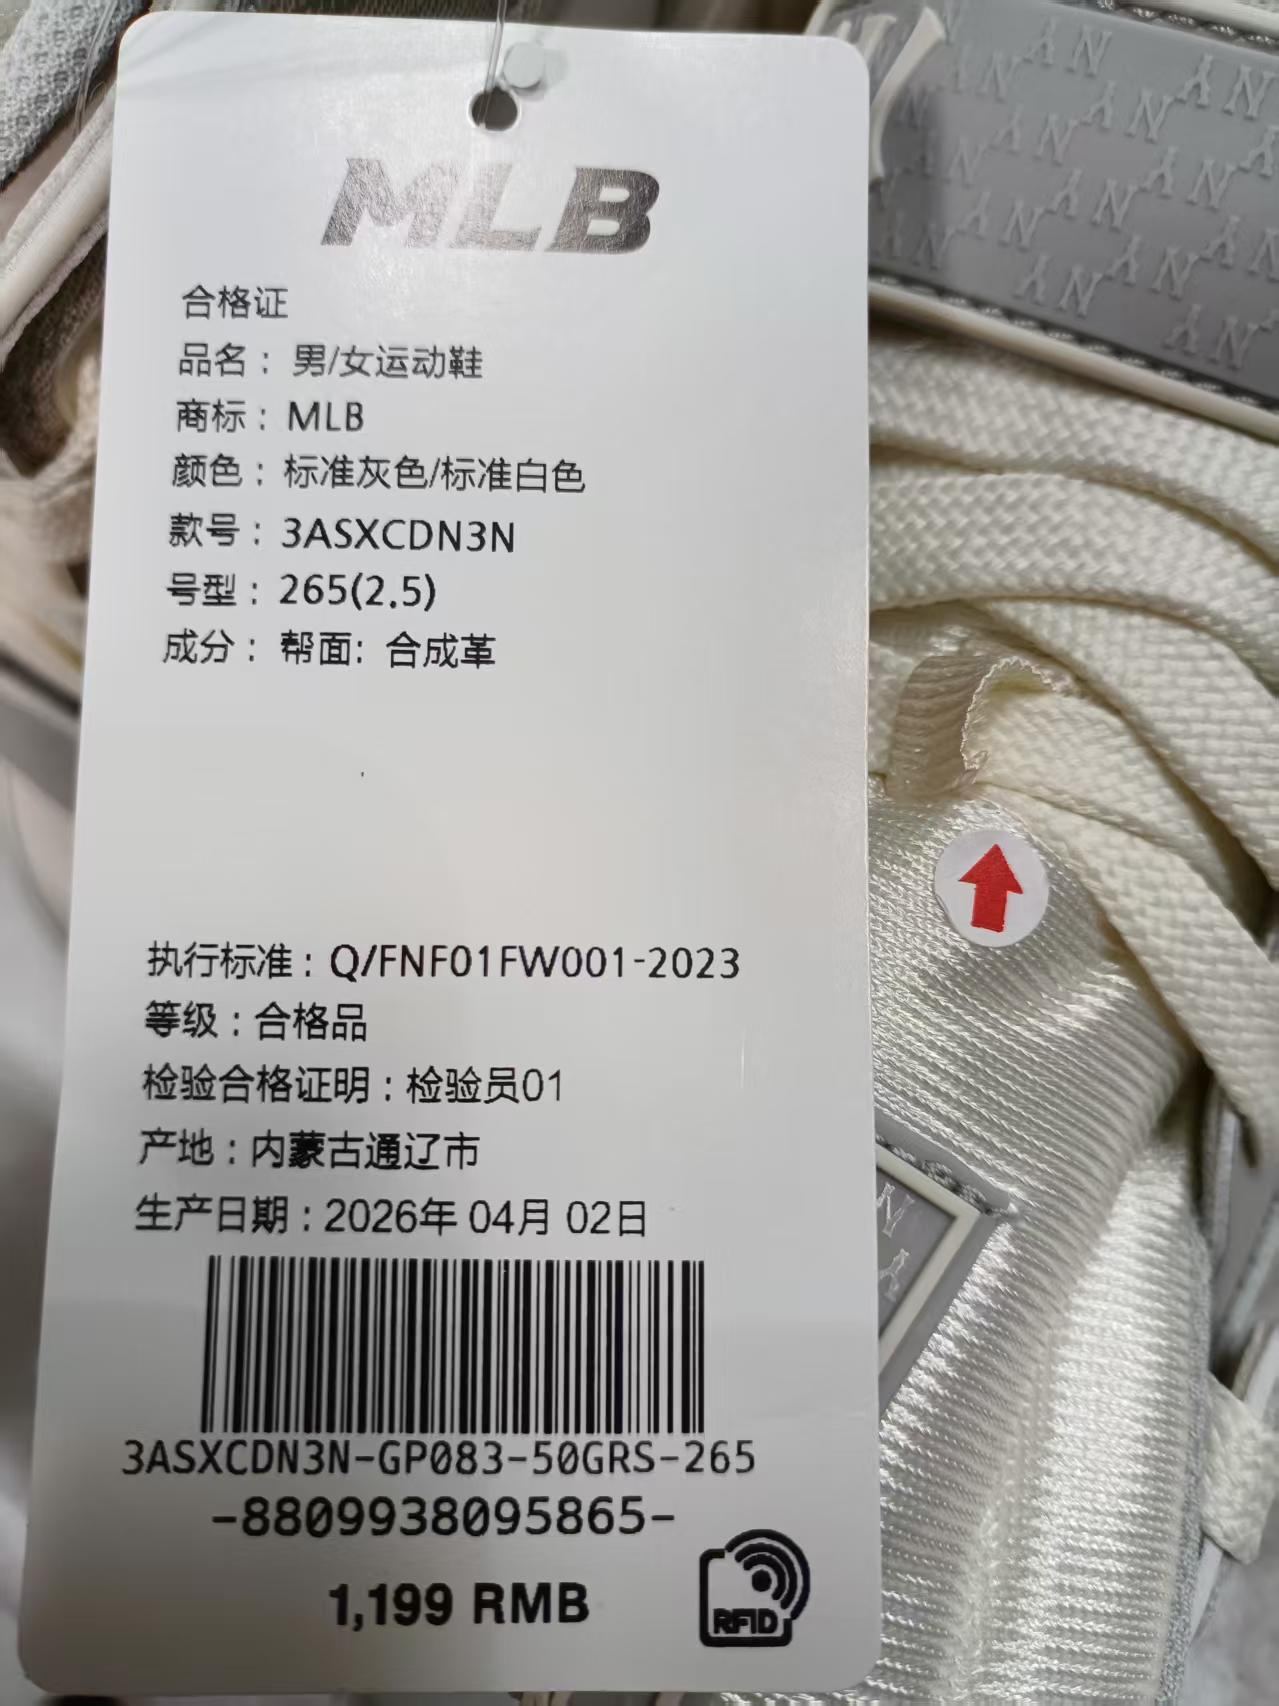 MLB
合格证
品名：男/女运动鞋
商标：MLB
颜色：标准灰色/标准白色
款号：3ASXCDN3N
号型：265(2.5)
成分：帮面：合成革
执行标准：Q/FNF01FW001-2023
等级：合格品
检验合格证明：检验员01
产地：内蒙古通辽市
生产日期：2026年 04月 02日
3ASXCDN3N-GP083-50GRS-265
-8809938095865-
1,199 RMB
RFID